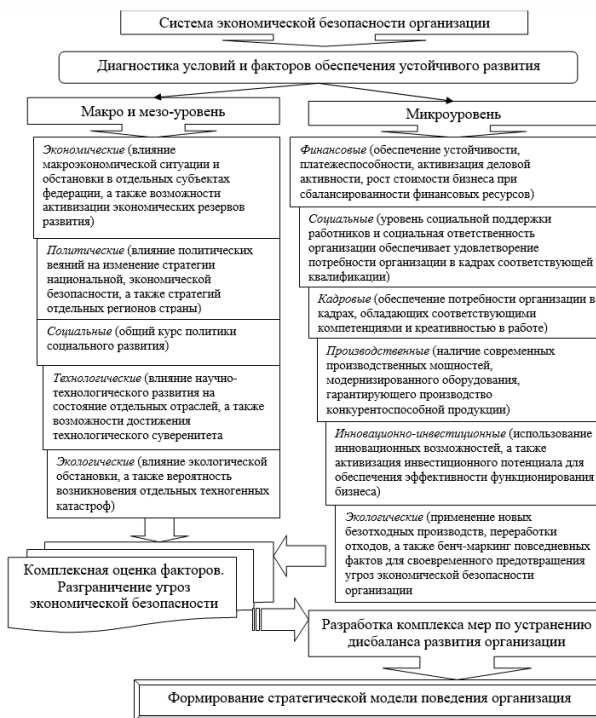 Система экономической безопасности организации
Диагностика условий и факторов обеспечения устойчивого развития
Макро и мезо-уровень
Экономические (влияние
макроэкономической ситуации и
обстановки в отдельных субъектах
федерации, а также возможности
активизации экономических резервов
развития)
Политические (влияние политических
веяний на изменение стратегии
национальной, экономической
безопасности, а также стратегий
отдельных регионов страны)
Социальные (общий курс политики
социального развития)
Технологические (влияние научно-
технологического развития на
состояние отдельных отраслей, а также
возможности достижения
технологического суверенитета
Экологические (влияние экологической
обстановки, а также вероятность
возникновения отдельных техногенных
катастроф)
Микроуровень
Финансовые (обеспечение устойчивости,
платежеспособности, активизация деловой
активности, рост стоимости бизнеса при
сбалансированности финансовых ресурсов)
Социальные (уровень социальной поддержки
работников и социальная ответственность
организации обеспечивает удовлетворение
потребности организации в кадрах соответствующей
квалификации)
Кадровые (обеспечение потребности организации в
кадрах, обладающих соответствующими
компетенциями и креативностью в работе)
Производственные (наличие современных
производственных мощностей,
модернизированного оборудования,
гарантирующего производство
конкурентоспособной продукции)
Инновационно-инвестиционные (использование
инновационных возможностей, а также
активизация инвестиционного потенциала для
обеспечения эффективности функционирования
бизнеса)
Экологические (применение новых
безотходных производств, переработки
отходов, а также бенч-маркинг повседневных
фактов для своевременного предотвращения
угроз экономической безопасности
организации
Комплексная оценка факторов.
Разграничение угроз
экономической безопасности
Разработка комплекса мер по устранению
дисбаланса развития организации
Формирование стратегической модели поведения организация